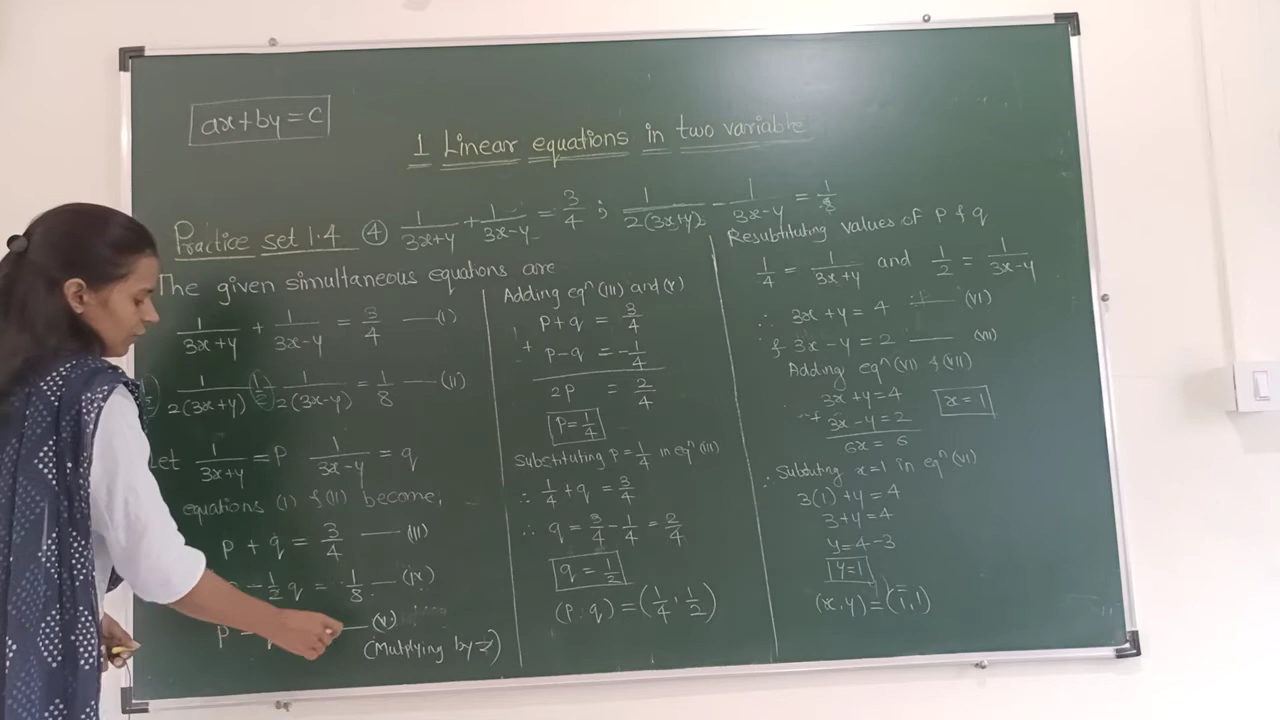 ax+by=c
1 Linear equations in two variable
Practice set 1.4 ④ 1/(3x+y) + 1/(3x-y) = 3/4 ; 1/2(3x+y) - 1/(3x-y) = 1/8
The given simultaneous equations are
1/(3x+y) + 1/(3x-y) = 3/4 —— (I)
1/2(3x+y) (1/2) 1/2(3x-y) = 1/8 —— (II)
Let 1/(3x+y) = P 1/(3x-y) = q
equations (I) & (II) become,
P + q = 3/4 —— (III)
- 1/2 q = 1/8 — (IX)
P — (V)
(Multplying by 2)
Adding eqn (III) and (V)
P+q = 3/4
+ P-q = -1/4
2P = 2/4
P=1/4
Substituting P=1/4 in eqn (III)
∴ 1/4 + q = 3/4
∴ q = 3/4 - 1/4 = 2/4
q = 1/2
(P, q) = (1/4, 1/2)
Resubtituting values of P & q
1/4 = 1/(3x+y) and 1/2 = 1/(3x-y)
∴ 3x+y = 4 —— (VI)
& 3x-y = 2 —— (VII)
Adding eqn (VI) & (VII)
3x+y=4
+ 3x-y=2
6x = 6
x=1
∴ Subtuting x=1 in eqn (VI)
3(1)+y=4
3+y=4
y=4-3
y=1
(x,y)=(1,1)